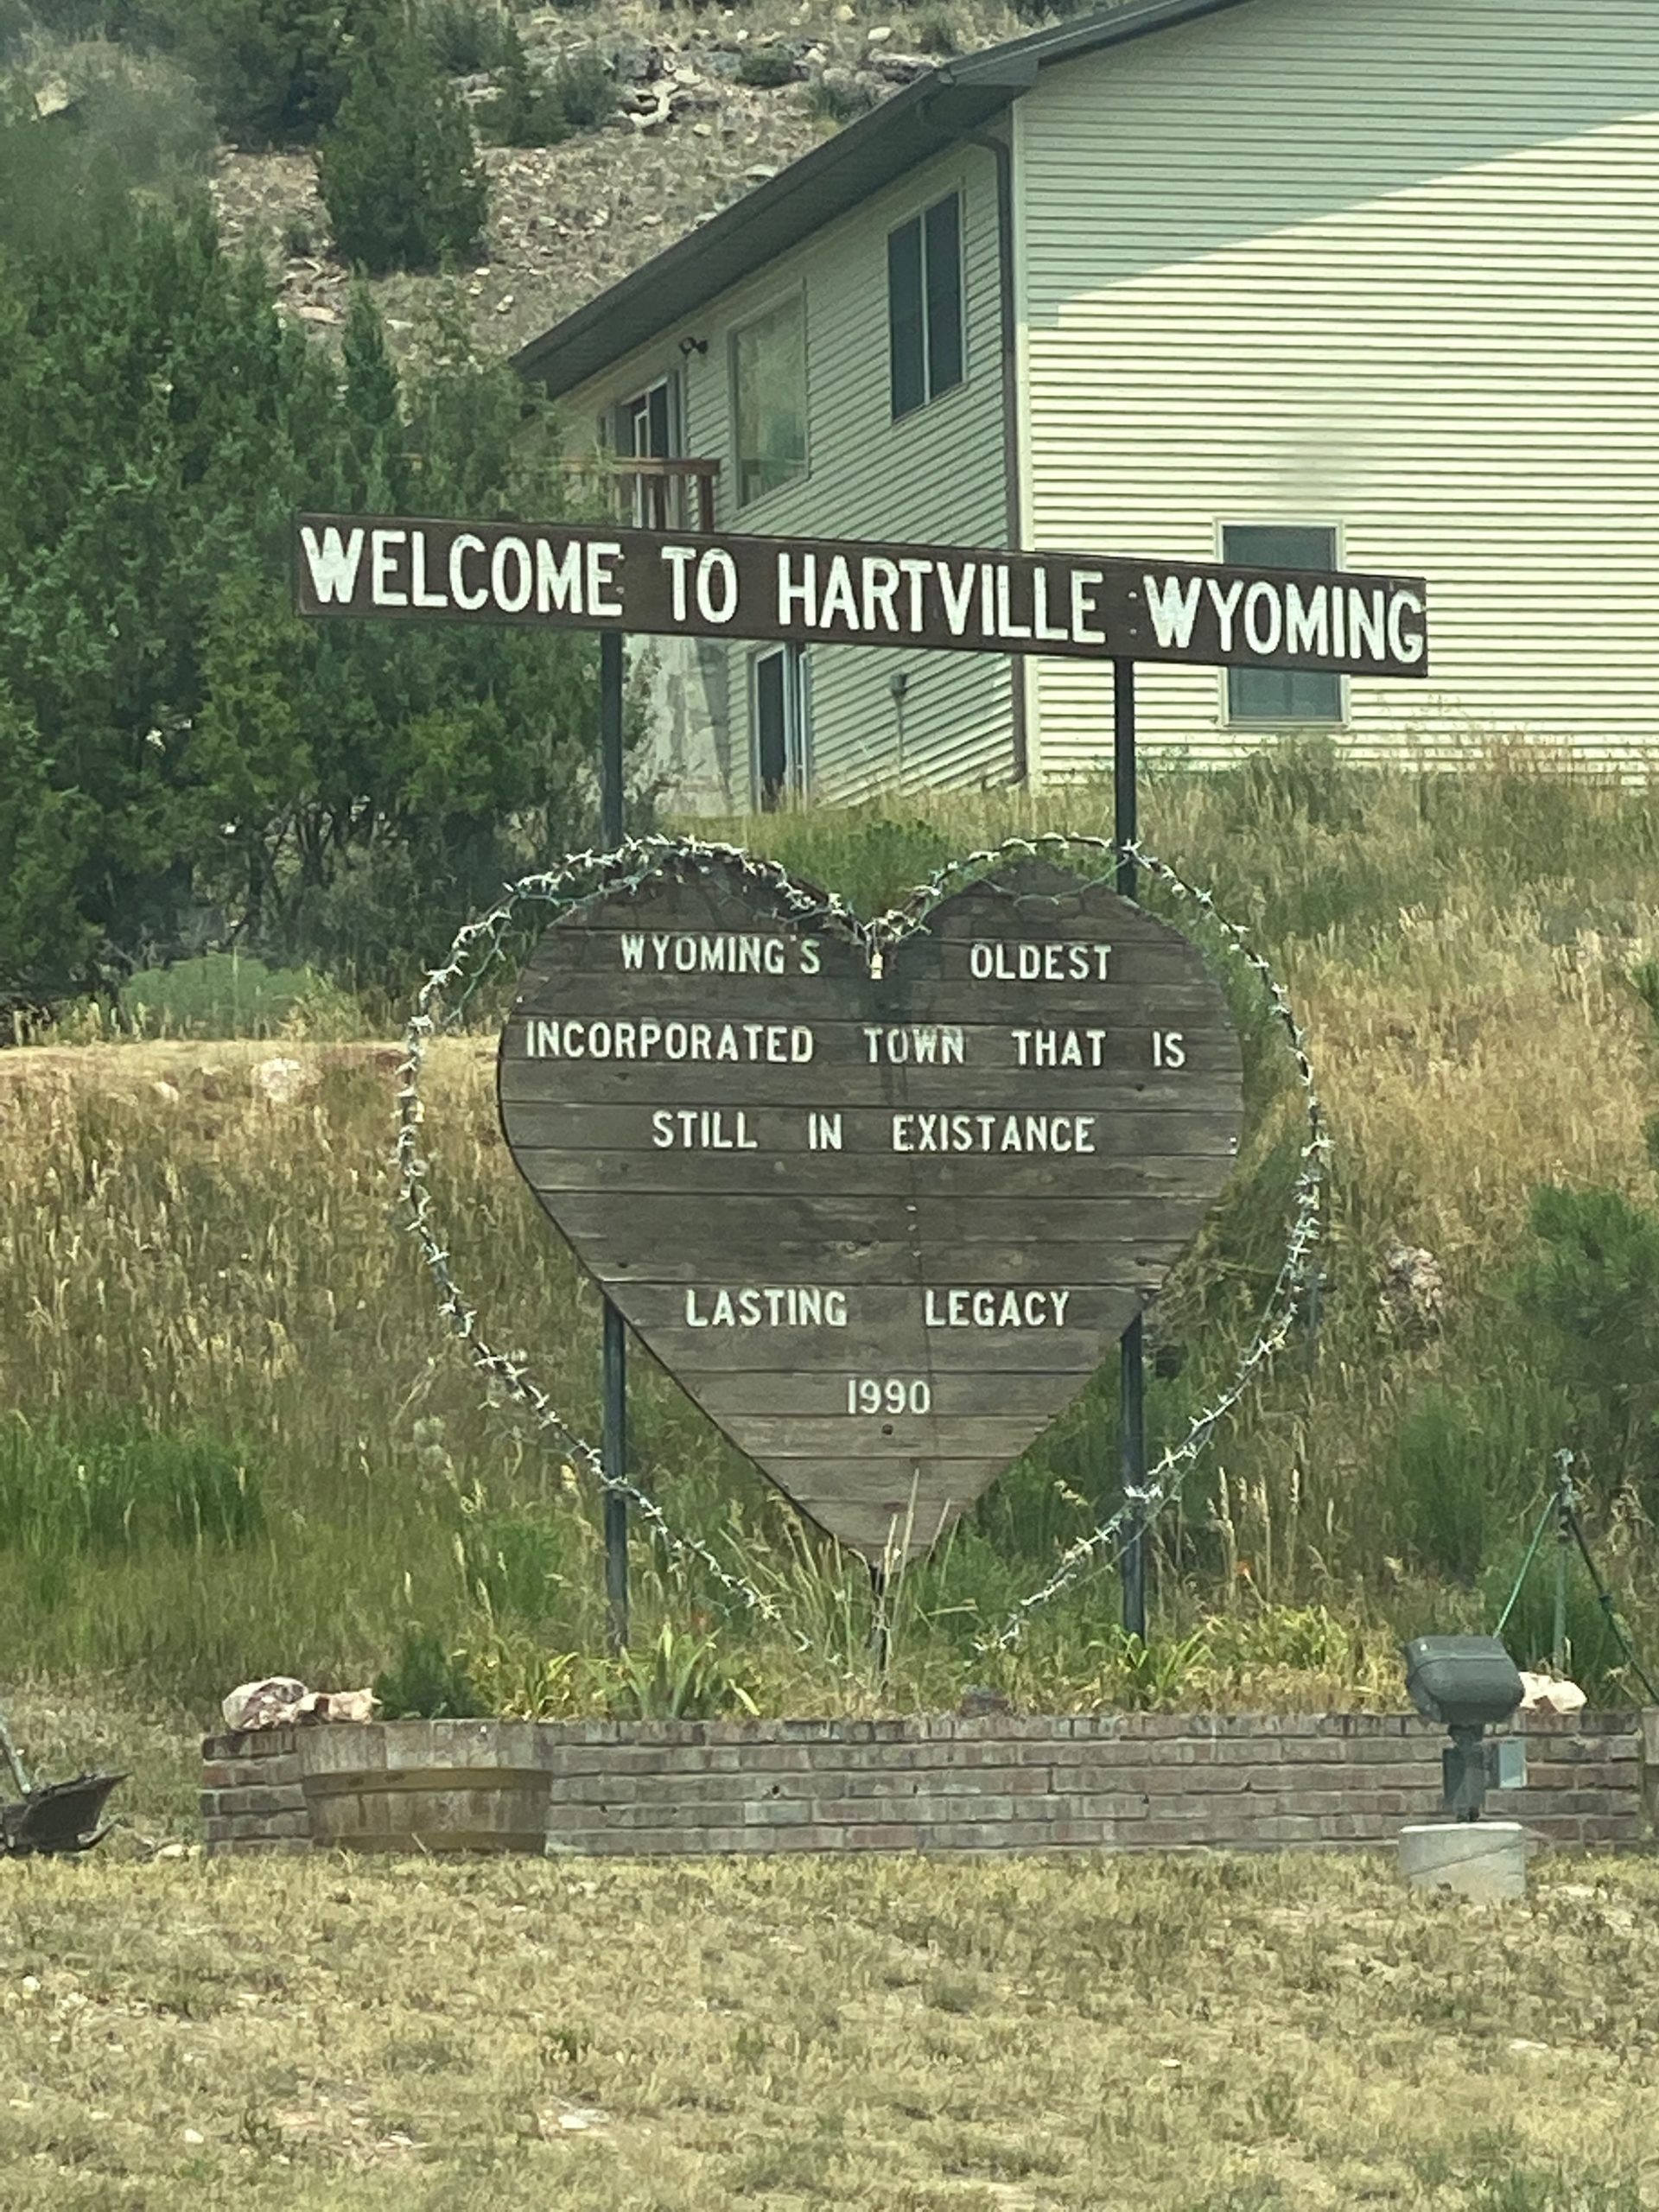 WELCOME TO HARTVILLE WYOMING
WYOMING'S OLDEST
INCORPORATED TOWN THAT IS
STILL IN EXISTANCE
LASTING LEGACY
1990